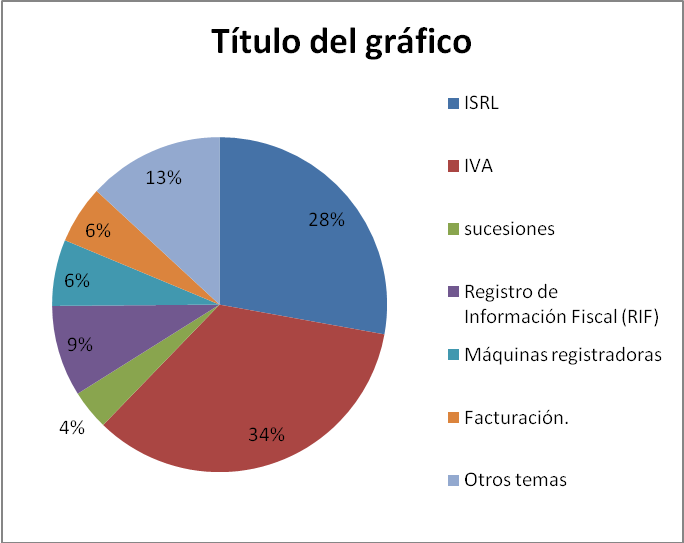 Título del gráfico
ISRL
IVA
sucesiones
Registro de
Información Fiscal (RIF)
Máquinas registradoras
Facturación.
Otros temas
28%
34%
4%
9%
6%
6%
13%